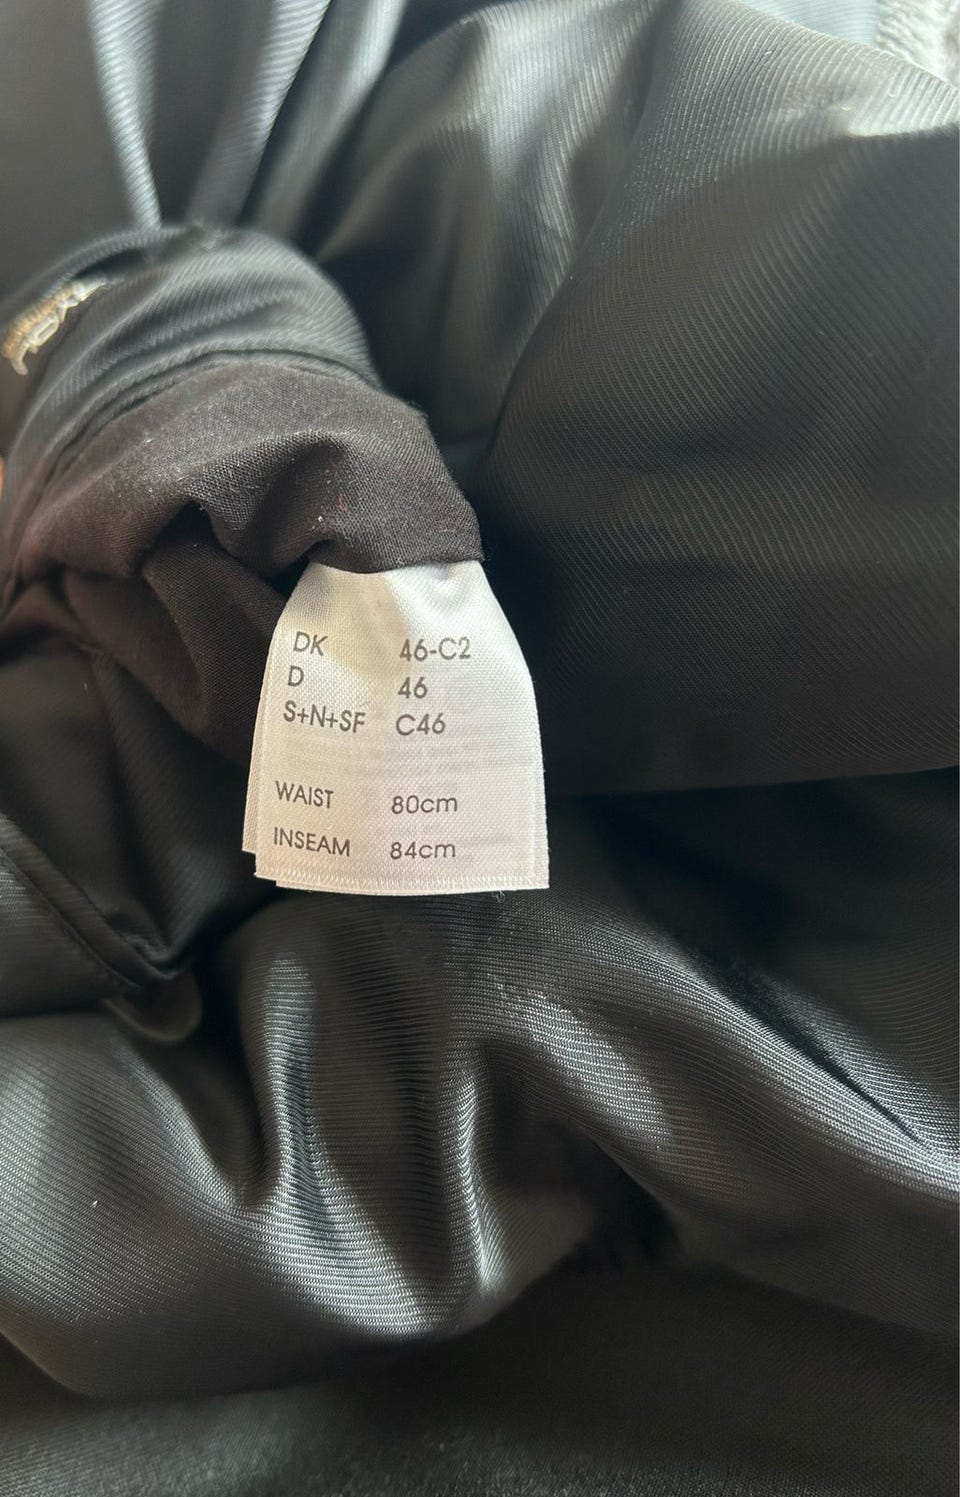 DK 46-C2
D 46
S+N+SF C46
WAIST 80cm
INSEAM 84cm